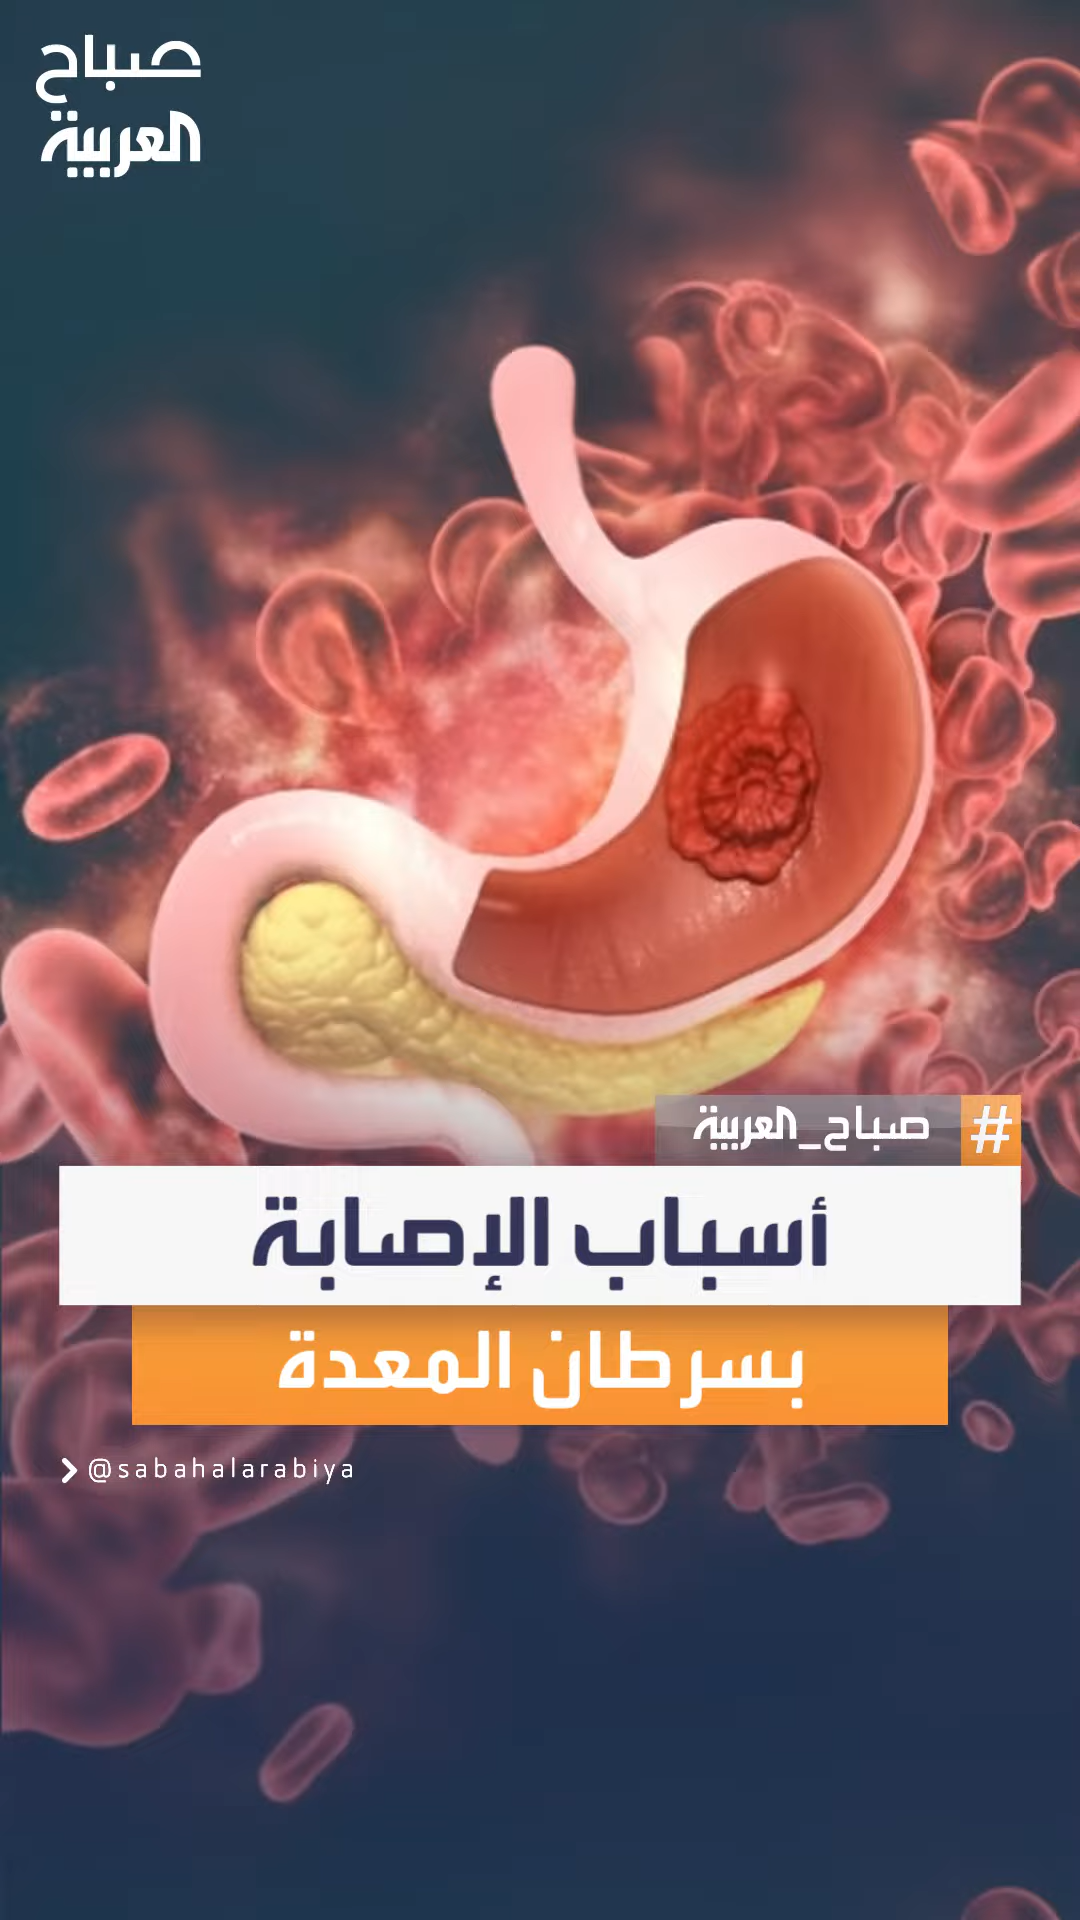 صباح
العربية
#صباح_العربية
أسباب الإصابة
بسرطان المعدة
@sabahalarabiya